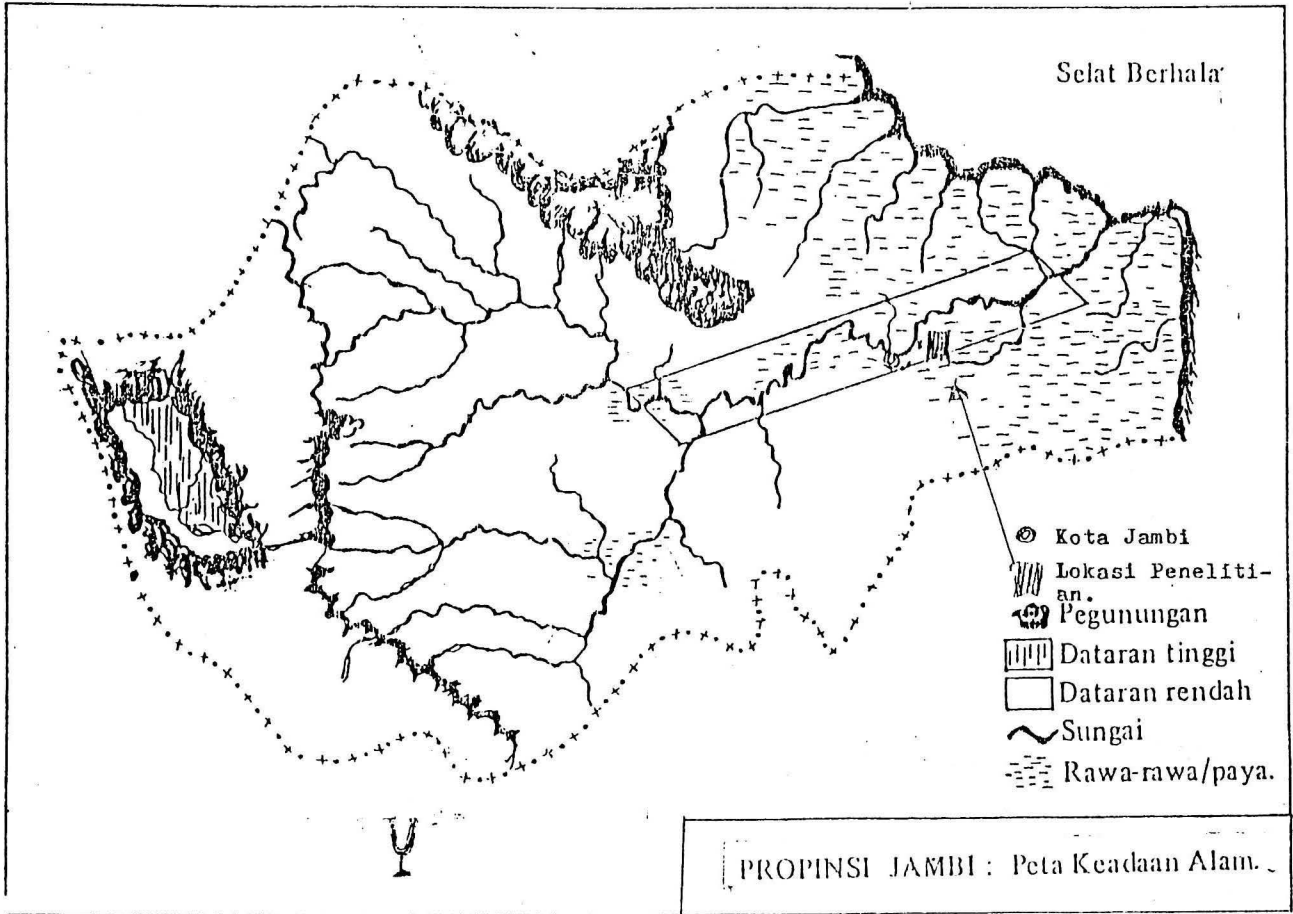 Selat Berhala
Kota Jambi
Lokasi Peneliti-
an.
Pegunungan
Dataran tinggi
Dataran rendah
Sungai
Rawa-rawa/paya.
U
PROPINSI JAMBI : Peta Keadaan Alam.